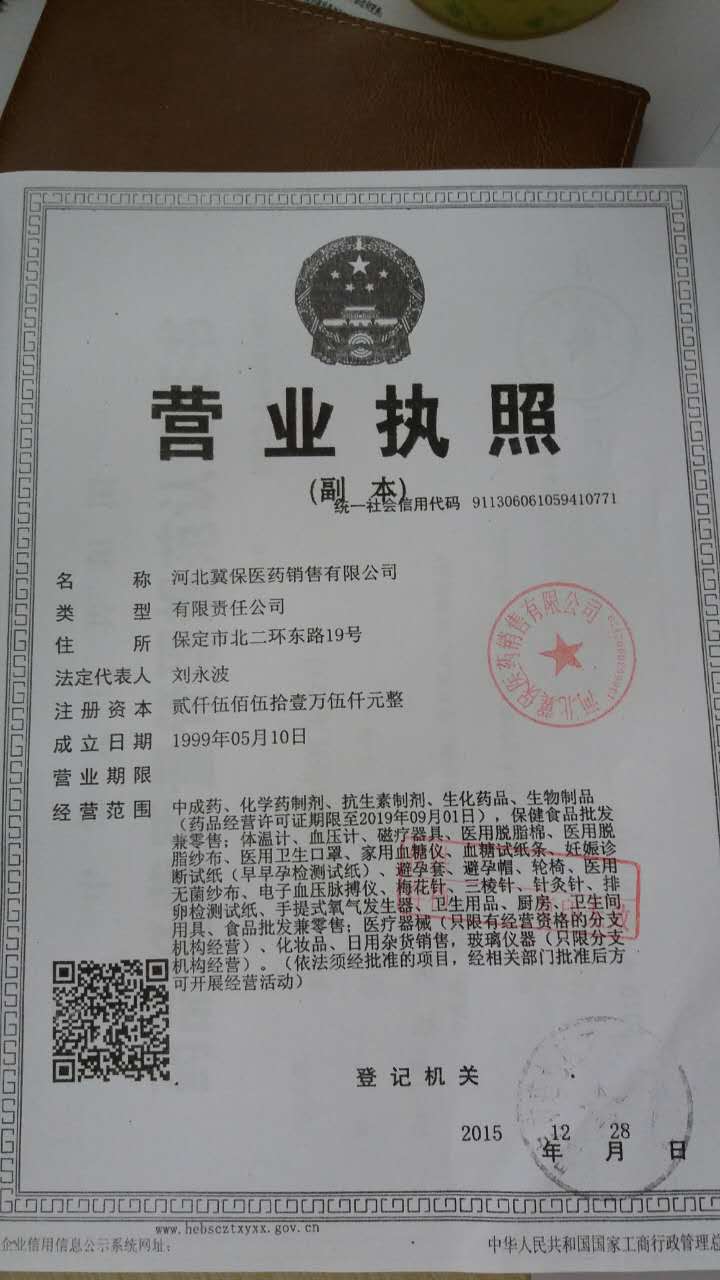 营业执照
(副 本)
统一社会信用代码 911306061059410771
名 称 河北冀保医药销售有限公司
类 型 有限责任公司
住 所 保定市北二环东路19号
法定代表人 刘永波
注册资本 贰仟伍佰伍拾壹万伍仟元整
成立日期 1999年05月10日
营业期限
经营范围 中成药、化学药制剂、抗生素制剂、生化药品、生物制品
(药品经营许可证期限至2019年09月01日),保健食品批发
兼零售;体温计、血压计、磁疗器具、医用脱脂棉、医用脱
脂纱布、医用卫生口罩、家用血糖仪、血糖试纸条、妊娠诊
断试纸(早早孕检测试纸)、避孕套、避孕帽、轮椅、医用
无菌纱布、电子血压脉搏仪、梅花针、三棱针、针灸针、排
卵检测试纸、手提式氧气发生器、卫生用品、厨房、卫生间
用具、食品批发兼零售;医疗器械(只限有经营资格的分支
机构经营)、化妆品、日用杂货销售,玻璃仪器(只限分支
机构经营)。(依法须经批准的项目,经相关部门批准后方
可开展经营活动)
河北冀保医药销售有限公司
登记机关
2015 年 12 月 28 日
www.hebscztxyxx.gov.cn
企业信用信息公示系统网址:
中华人民共和国国家工商行政管理总